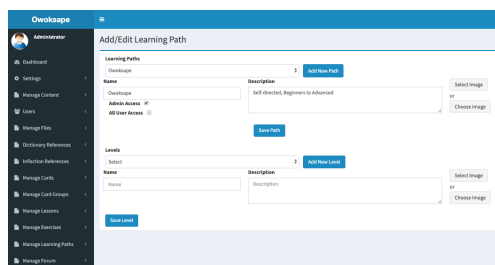 Owoksape
Administrator
Dashboard
Settings
Manage Content
Users
Manage Files
Dictionary References
Inflection References
Manage Cards
Manage Card Groups
Manage Lessons
Manage Exercises
Manage Learning Paths
Manage Forum
Add/Edit Learning Path
Learning Paths
Owoksape Add New Path
Name Description Select Image
Owoksape Self-directed, Beginners to Advanced or
Admin Access Choose Image
All User Access
Save Path
Levels
Select Add New Level
Name Description Select Image
Name Description or
Choose Image
Save Level